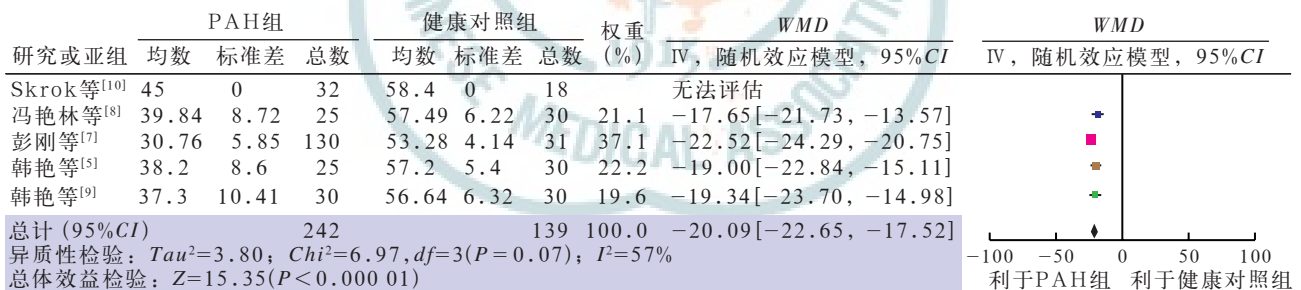 PAH组 健康对照组 权重 WMD WMD
研究或亚组 均数 标准差 总数 均数 标准差 总数 (%) Ⅳ, 随机效应模型, 95%CI Ⅳ, 随机效应模型, 95%CI
Skrok等[10] 45 0 32 58.4 0 18 无法评估
冯艳林等[8] 39.84 8.72 25 57.49 6.22 30 21.1 −17.65[−21.73, −13.57]
彭刚等[7] 30.76 5.85 130 53.28 4.14 31 37.1 −22.52[−24.29, −20.75]
韩艳等[5] 38.2 8.6 25 57.2 5.4 30 22.2 −19.00[−22.84, −15.11]
韩艳等[9] 37.3 10.41 30 56.64 6.32 30 19.6 −19.34[−23.70, −14.98]
总计(95%CI) 242 139 100.0 −20.09[−22.65, −17.52]
异质性检验: Tau²=3.80; Chi²=6.97,df=3(P=0.07); I²=57%
总体效益检验: Z=15.35(P<0.000 01)
−100 −50 0 50 100
利于PAH组 利于健康对照组
MEDICAL ASSOCIATION